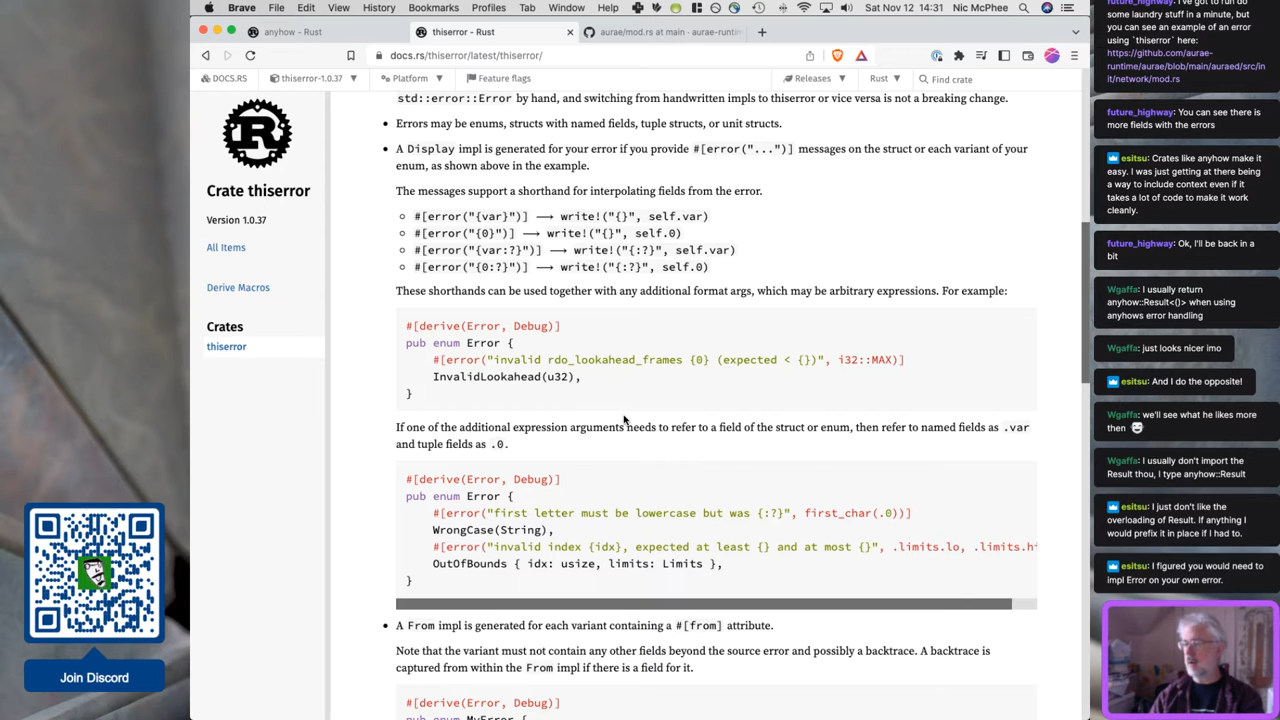 Brave File Edit View History Bookmarks Profiles Tab Window Help Sat Nov 12 14:31 Nic McPhee
anyhow - Rust
thiserror - Rust
aurae/mod.rs at main · aurae-runtim
docs.rs/thiserror/latest/thiserror/
DOCS.RS thiserror-1.0.37 Platform Feature flags Releases Rust Find crate
Crate thiserror
Version 1.0.37
All Items
Derive Macros
Crates
thiserror
std::error::Error by hand, and switching from handwritten impls to thiserror or vice versa is not a breaking change.
• Errors may be enums, structs with named fields, tuple structs, or unit structs.
• A Display impl is generated for your error if you provide #[error("...")] messages on the struct or each variant of your
enum, as shown above in the example.
The messages support a shorthand for interpolating fields from the error.
◦ #[error("{var}")] ⟶ write!("{}", self.var)
◦ #[error("{0}")] ⟶ write!("{}", self.0)
◦ #[error("{var:?}")] ⟶ write!("{:?}", self.var)
◦ #[error("{0:?}")] ⟶ write!("{:?}", self.0)
These shorthands can be used together with any additional format args, which may be arbitrary expressions. For example:
#[derive(Error, Debug)]
pub enum Error {
#[error("invalid rdo_lookahead_frames {0} (expected < {})", i32::MAX)]
InvalidLookahead(u32),
}
If one of the additional expression arguments needs to refer to a field of the struct or enum, then refer to named fields as .var
and tuple fields as .0.
#[derive(Error, Debug)]
pub enum Error {
#[error("first letter must be lowercase but was {:?}", first_char(.0))]
WrongCase(String),
#[error("invalid index {idx}, expected at least {} and at most {}", .limits.lo, .limits.hi
OutOfBounds { idx: usize, limits: Limits },
}
• A From impl is generated for each variant containing a #[from] attribute.
Note that the variant must not contain any other fields beyond the source error and possibly a backtrace. A backtrace is
captured from within the From impl if there is a field for it.
#[derive(Error, Debug)]
pub enum MyError {
Join Discord
future_highway: I've got to run do
some laundry stuff in a minute, but
you can see an example of an error
using `thiserror` here:
https://github.com/aurae-
runtime/aurae/blob/main/auraed/src/in
it/network/mod.rs
future_highway: You can see there is
more fields with the errors
esitsu: Crates like anyhow make it
easy. I was just getting at there being
a way to include context even if it
takes a lot of code to make it work
cleanly.
future_highway: Ok, I'll be back in a
bit
Wgaffa: I usually return
anyhow::Result<()> when using
anyhows error handling
Wgaffa: just looks nicer imo
esitsu: And I do the opposite!
Wgaffa: we'll see what he likes more
then
Wgaffa: I usually don't import the
Result thou, I type anyhow::Result
esitsu: I just don't like the
overloading of Result. If anything I
would prefix it in place if I had to.
esitsu: I figured you would need to
impl Error on your own error.